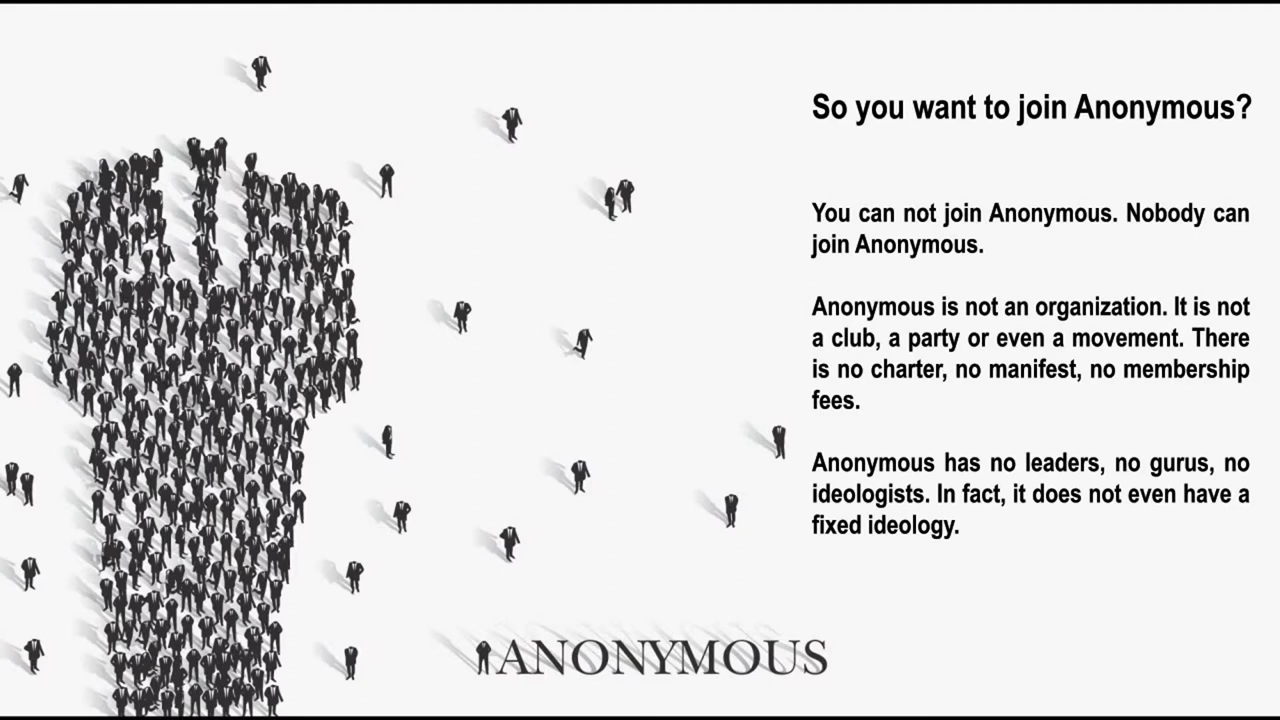 So you want to join Anonymous?
You can not join Anonymous. Nobody can
join Anonymous.
Anonymous is not an organization. It is not
a club, a party or even a movement. There
is no charter, no manifest, no membership
fees.
Anonymous has no leaders, no gurus, no
ideologists. In fact, it does not even have a
fixed ideology.
ANONYMOUS